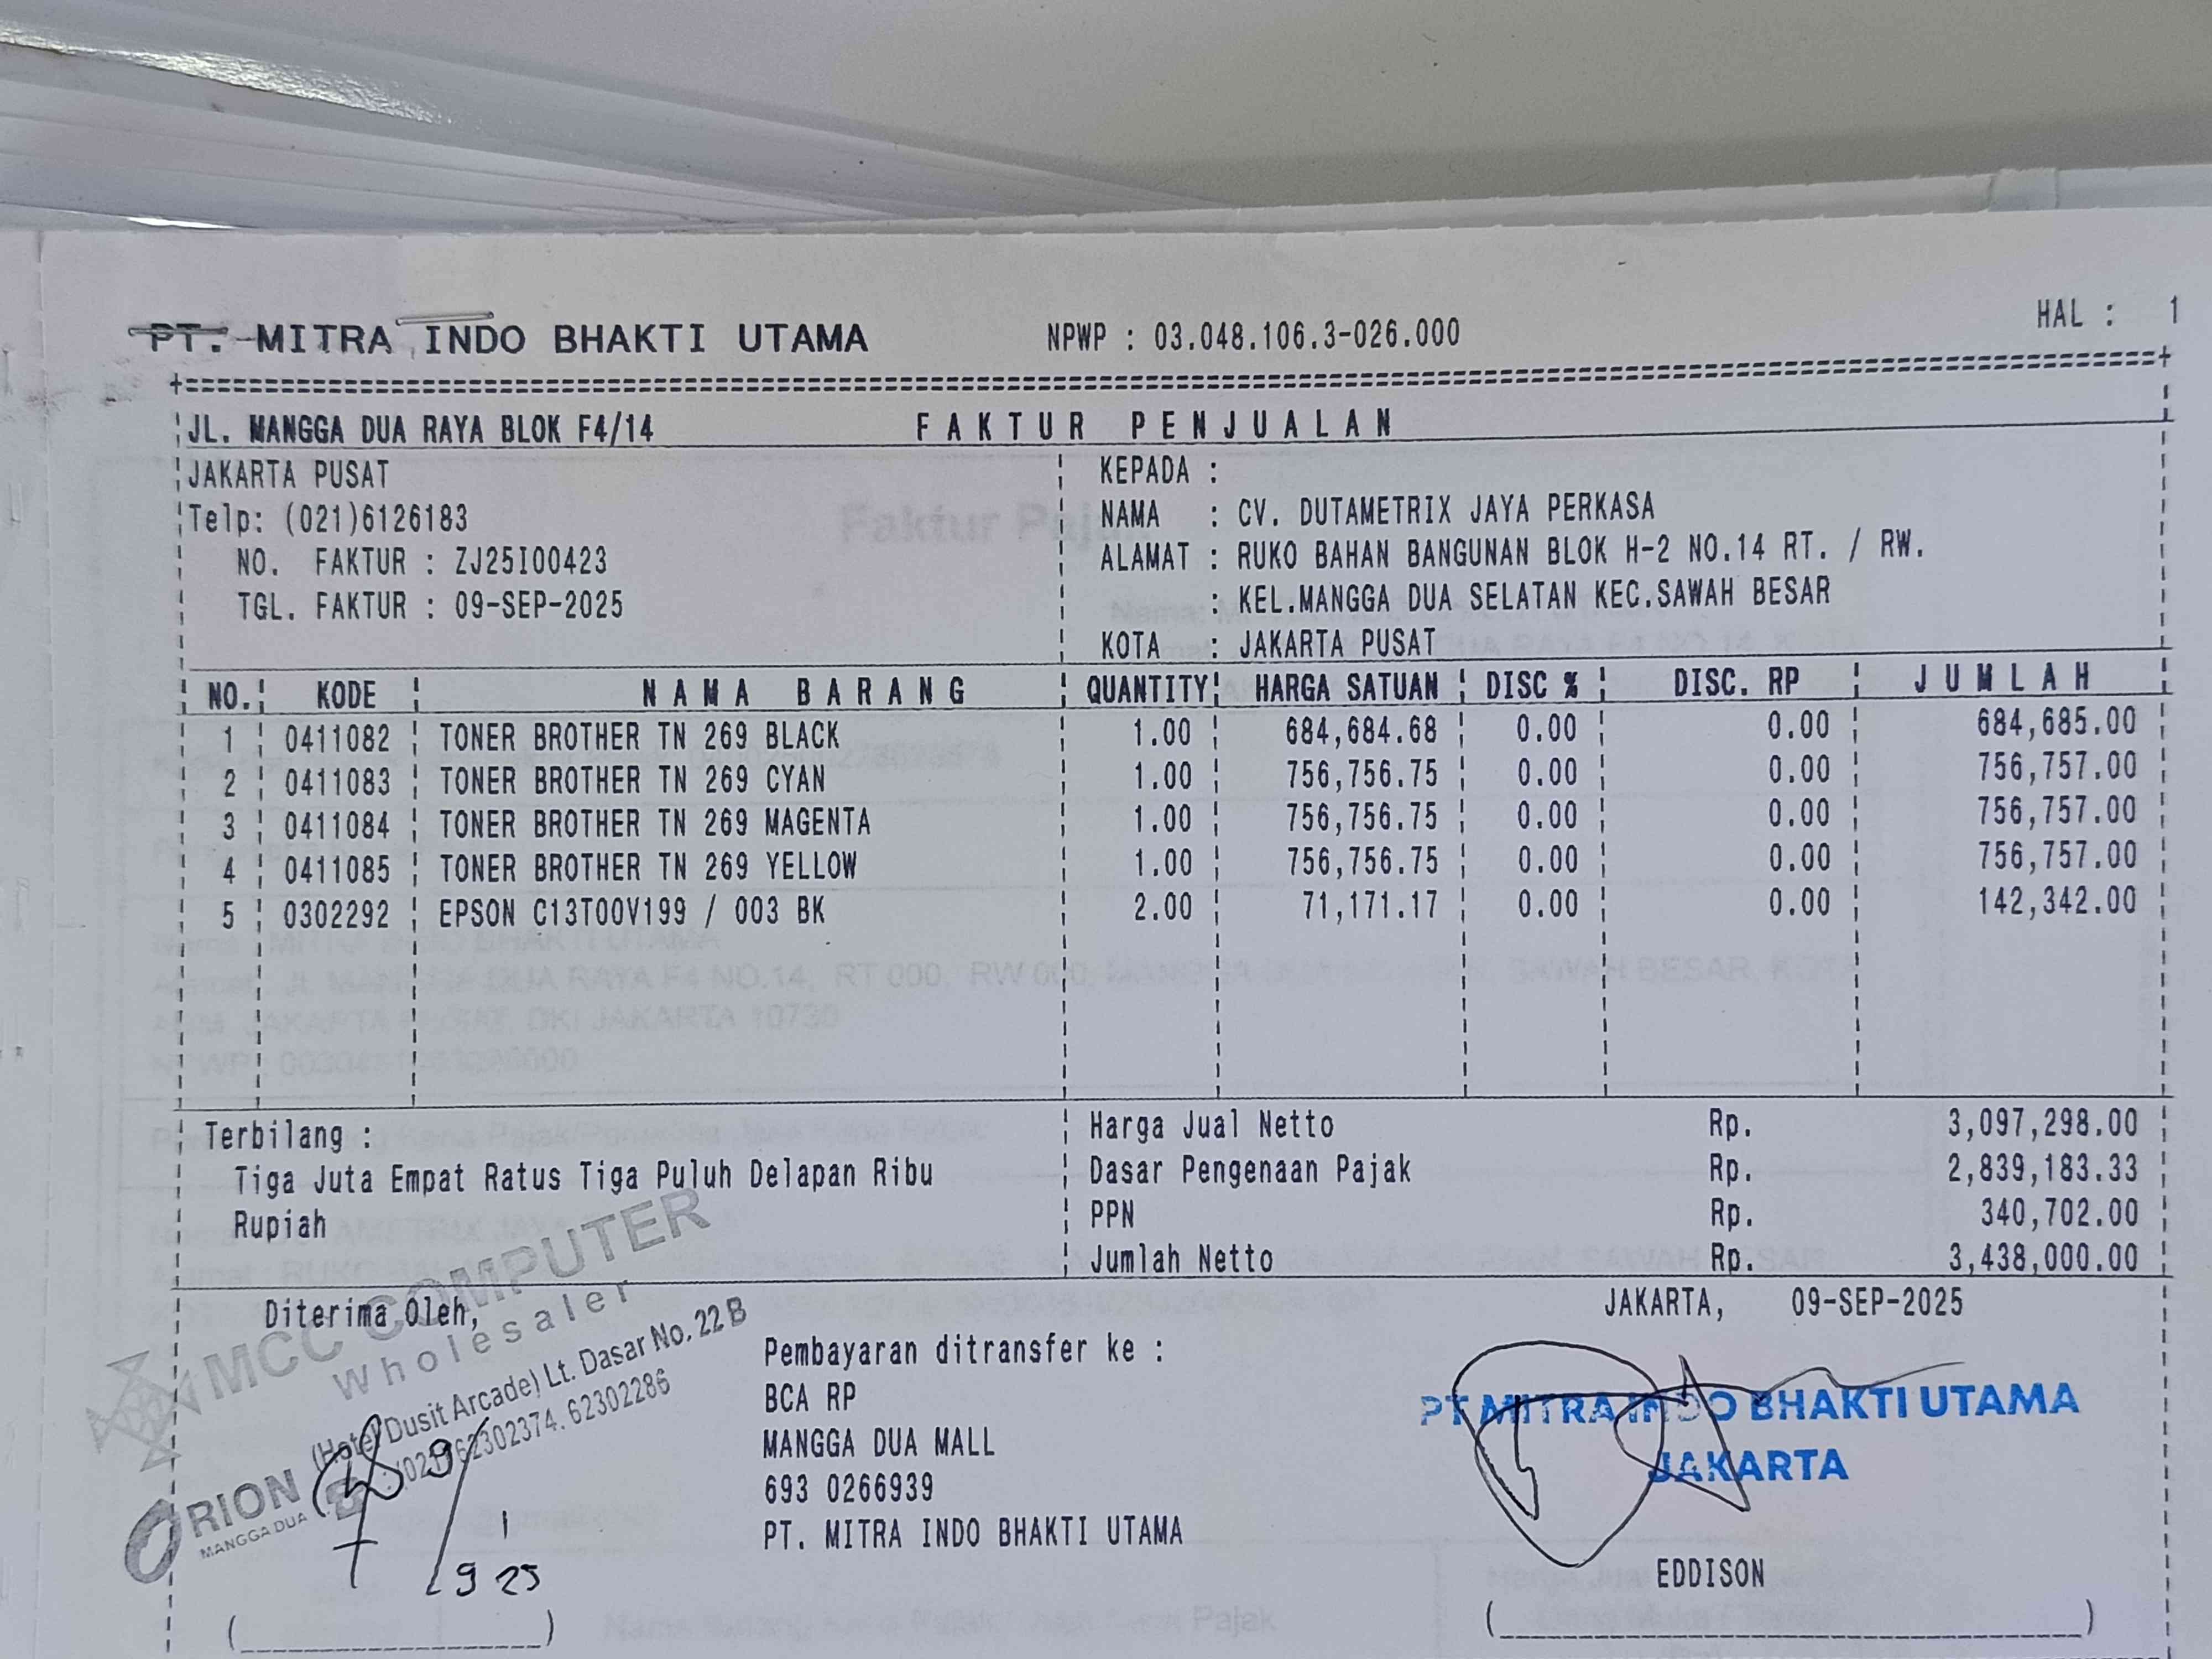 PT. MITRA INDO BHAKTI UTAMA NPWP : 03.048.106.3-026.000 HAL : 1
JL. MANGGA DUA RAYA BLOK F4/14 FAKTUR PENJUALAN
JAKARTA PUSAT KEPADA :
Telp: (021)6126183 NAMA : CV. DUTAMETRIX JAYA PERKASA
NO. FAKTUR : ZJ25I00423 ALAMAT : RUKO BAHAN BANGUNAN BLOK H-2 NO.14 RT. / RW.
TGL. FAKTUR : 09-SEP-2025 : KEL.MANGGA DUA SELATAN KEC.SAWAH BESAR
KOTA : JAKARTA PUSAT
NO. KODE NAMA BARANG QUANTITY HARGA SATUAN DISC % DISC. RP JUMLAH
1 0411082 TONER BROTHER TN 269 BLACK 1.00 684,684.68 0.00 0.00 684,685.00
2 0411083 TONER BROTHER TN 269 CYAN 1.00 756,756.75 0.00 0.00 756,757.00
3 0411084 TONER BROTHER TN 269 MAGENTA 1.00 756,756.75 0.00 0.00 756,757.00
4 0411085 TONER BROTHER TN 269 YELLOW 1.00 756,756.75 0.00 0.00 756,757.00
5 0302292 EPSON C13T00V199 / 003 BK 2.00 71,171.17 0.00 0.00 142,342.00
Terbilang : Harga Jual Netto Rp. 3,097,298.00
Tiga Juta Empat Ratus Tiga Puluh Delapan Ribu Dasar Pengenaan Pajak Rp. 2,839,183.33
Rupiah PPN Rp. 340,702.00
Jumlah Netto Rp. 3,438,000.00
Diterima Oleh, JAKARTA, 09-SEP-2025
MCC COMPUTER
Wholesaler
(Hotel Dusit Arcade) Lt. Dasar No. 22 B
62302374. 62302286
ORION
MANGGA DUA
9 25
Pembayaran ditransfer ke :
BCA RP
MANGGA DUA MALL
693 0266939
PT. MITRA INDO BHAKTI UTAMA
PT MITRA INDO BHAKTI UTAMA
JAKARTA
EDDISON